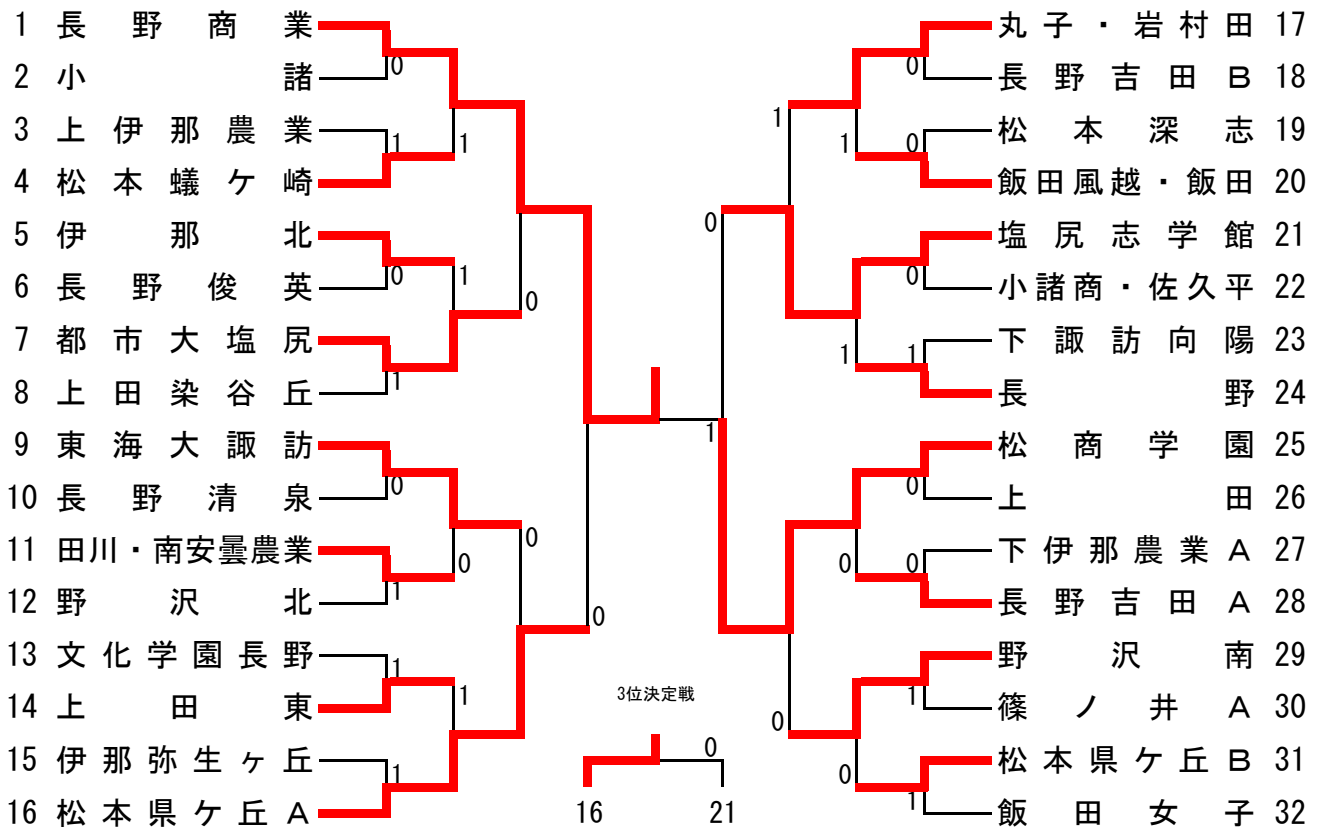 1 長野商業
2 小諸
3 上伊那農業
4 松本蟻ケ崎
5 伊那北
6 長野俊英
7 都市大塩尻
8 上田染谷丘
9 東海大諏訪
10 長野清泉
11 田川・南安曇農業
12 野沢北
13 文化学園長野
14 上田東
15 伊那弥生ヶ丘
16 松本県ケ丘A
0
1
0
1
0
1
1
1
1
1
0
1
0
0
0
1
3位決定戦
0
16 21
丸子・岩村田 17
長野吉田B 18
松本深志 19
飯田風越・飯田 20
塩尻志学館 21
小諸商・佐久平 22
下諏訪向陽 23
長野 24
松商学園 25
上田 26
下伊那農業A 27
長野吉田A 28
野沢南 29
篠ノ井A 30
松本県ケ丘B 31
飯田女子 32
0
0
0
1
0
0
1
1
1
1
0
0
1
0
0